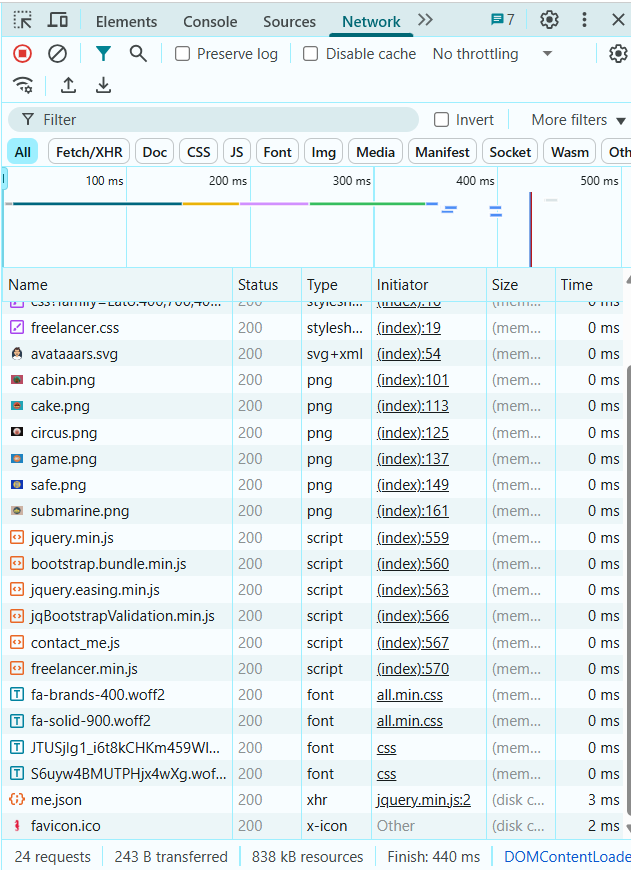 Elements Console Sources Network 7
Preserve log Disable cache No throttling
Filter Invert More filters
All Fetch/XHR Doc CSS JS Font Img Media Manifest Socket Wasm Oth
100 ms 200 ms 300 ms 400 ms 500 ms
Name Status Type Initiator Size Time
css?family=Lato:400,700,40... 200 stylesh... (index):16 (mem... 0 ms
freelancer.css 200 stylesh... (index):19 (mem... 0 ms
avataaars.svg 200 svg+xml (index):54 (mem... 0 ms
cabin.png 200 png (index):101 (mem... 0 ms
cake.png 200 png (index):113 (mem... 0 ms
circus.png 200 png (index):125 (mem... 0 ms
game.png 200 png (index):137 (mem... 0 ms
safe.png 200 png (index):149 (mem... 0 ms
submarine.png 200 png (index):161 (mem... 0 ms
jquery.min.js 200 script (index):559 (mem... 0 ms
bootstrap.bundle.min.js 200 script (index):560 (mem... 0 ms
jquery.easing.min.js 200 script (index):563 (mem... 0 ms
jqBootstrapValidation.min.js 200 script (index):566 (mem... 0 ms
contact_me.js 200 script (index):567 (mem... 0 ms
freelancer.min.js 200 script (index):570 (mem... 0 ms
fa-brands-400.woff2 200 font all.min.css (mem... 0 ms
fa-solid-900.woff2 200 font all.min.css (mem... 0 ms
JTUSjIg1_i6t8kCHKm459Wl... 200 font css (mem... 0 ms
S6uyw4BMUTPHjx4wXg.wof... 200 font css (mem... 0 ms
me.json 200 xhr jquery.min.js:2 (disk c... 3 ms
favicon.ico 200 x-icon Other (disk c... 2 ms
24 requests 243 B transferred 838 kB resources Finish: 440 ms DOMContentLoade